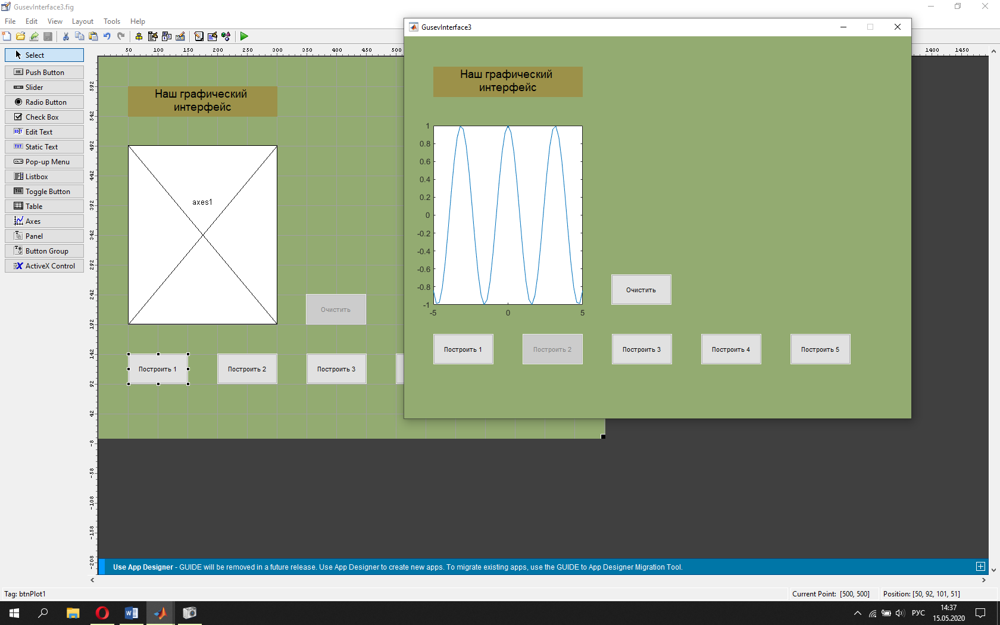 GusevInterface3.fig
File Edit View Layout Tools Help
50 100 150 200 250 300 350 400 450 500 1400 1450
Select
Push Button
Slider
Radio Button
Check Box
Edit Text
Static Text
Pop-up Menu
Listbox
Toggle Button
Table
Axes
Panel
Button Group
ActiveX Control
592
542
492
442
392
342
292
242
192
142
92
42
-8
-58
-108
-158
-208
Наш графический
интерфейс
axes1
Очистить
Построить 1 Построить 2 Построить 3
GusevInterface3
Наш графический
интерфейс
1
0.8
0.6
0.4
0.2
0
-0.2
-0.4
-0.6
-0.8
-1
-5 0 5
Очистить
Построить 1 Построить 2 Построить 3 Построить 4 Построить 5
Use App Designer - GUIDE will be removed in a future release. Use App Designer to create new apps. To migrate existing apps, use the GUIDE to App Designer Migration Tool.
Tag: btnPlot1 Current Point: [500, 500] Position: [50, 92, 101, 51]
РУС
14:37
15.05.2020